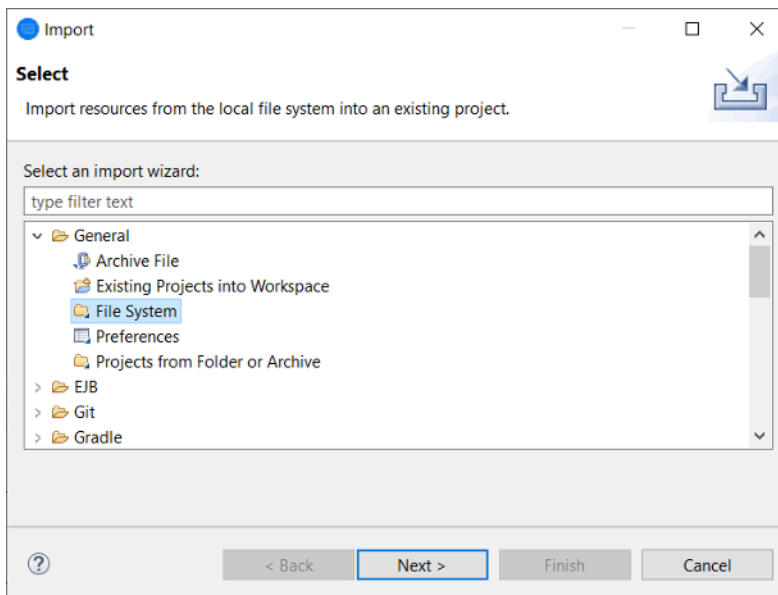 Import
Select
Import resources from the local file system into an existing project.
Select an import wizard:
type filter text
General
Archive File
Existing Projects into Workspace
File System
Preferences
Projects from Folder or Archive
EJB
Git
Gradle
? < Back Next > Finish Cancel